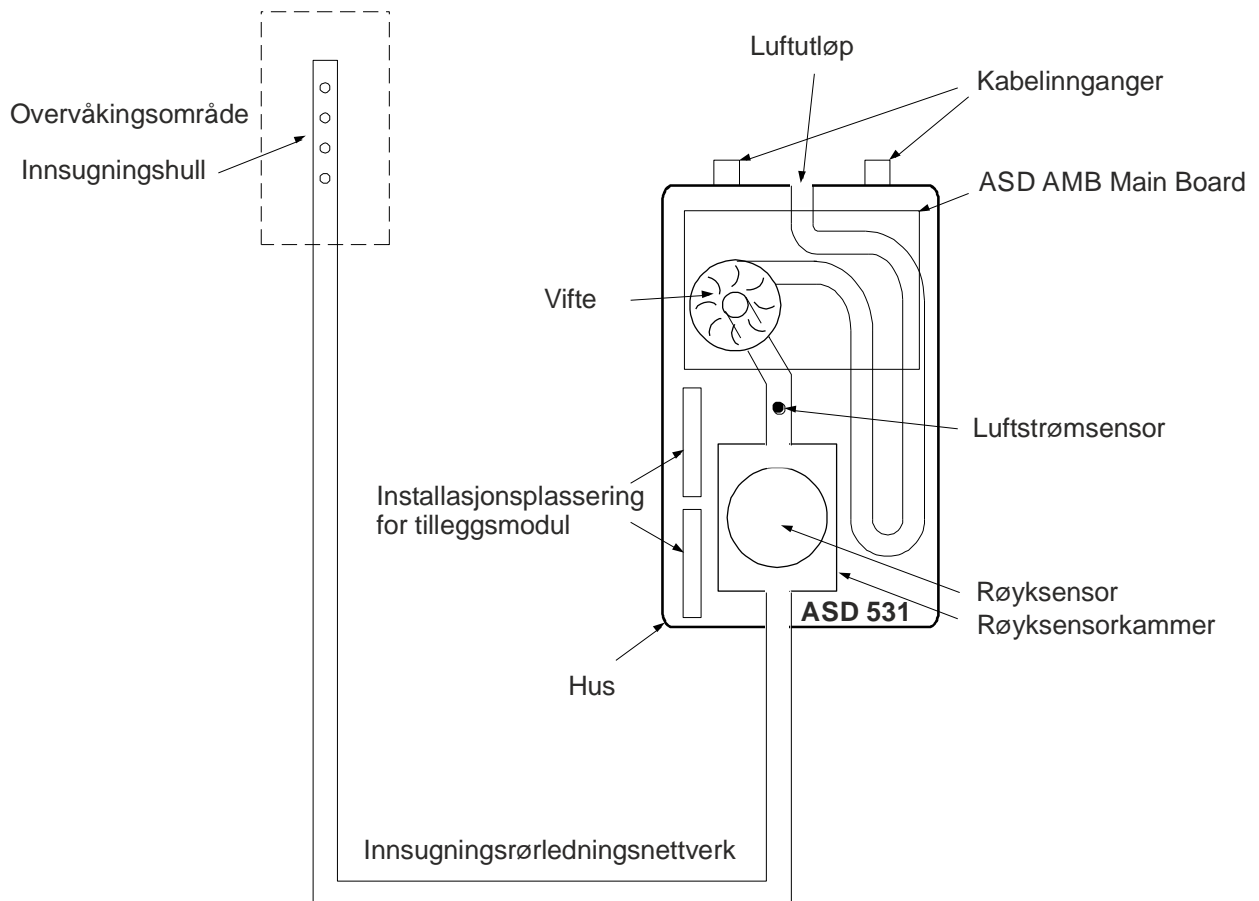 Luftutløp
Kabelinnganger
Overvåkingsområde
Innsugningshull
ASD AMB Main Board
Vifte
Luftstrømsensor
Installasjonsplassering
for tilleggsmodul
Røyksensor
ASD 531
Røyksensorkammer
Hus
Innsugningsrørledningsnettverk